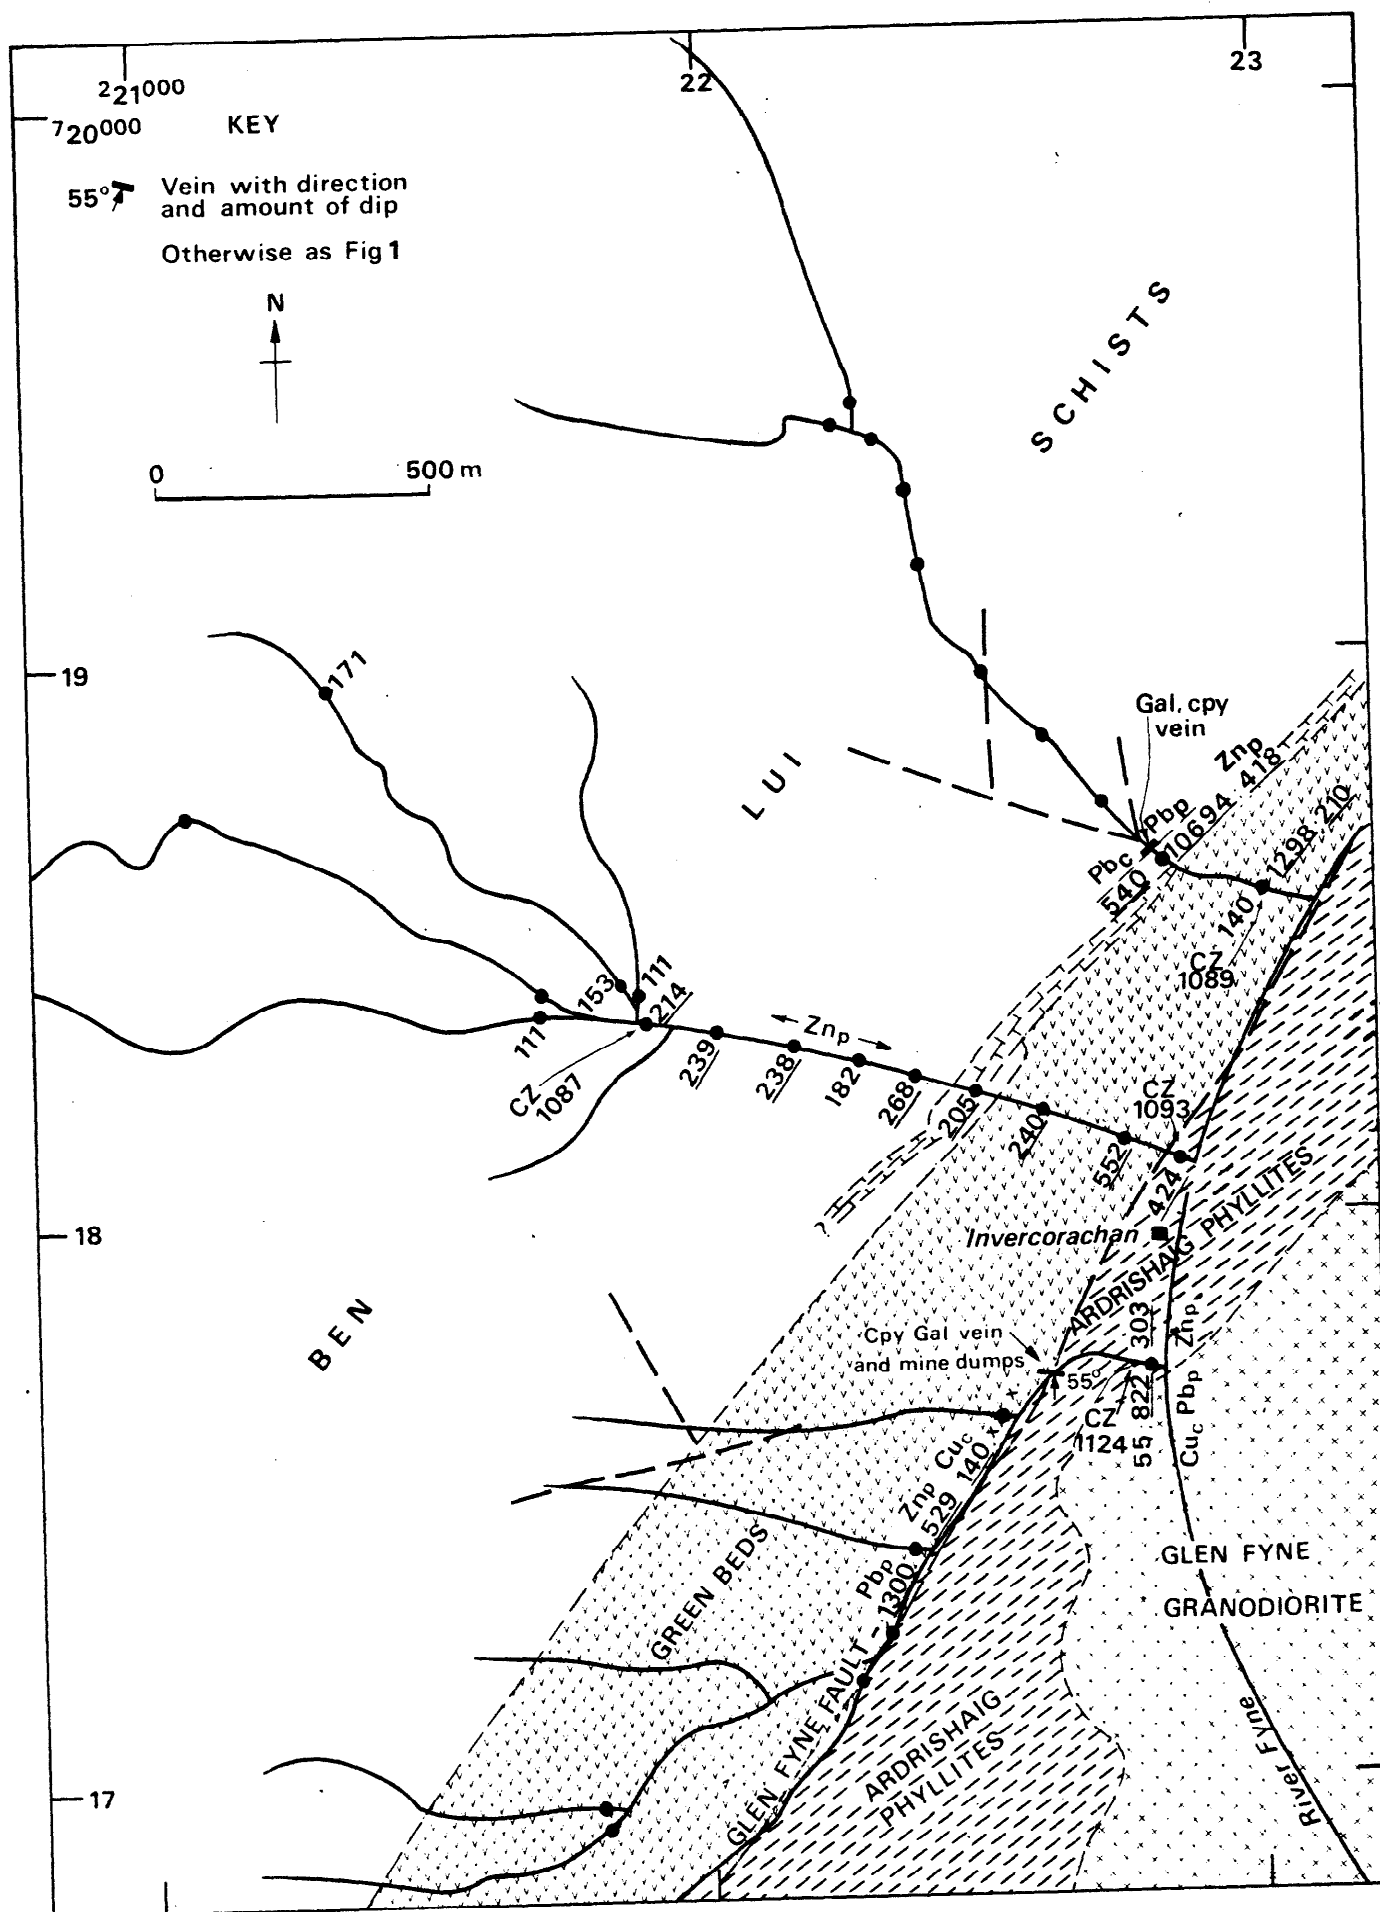 221000
22
23
720000
KEY
55° Vein with direction
and amount of dip
Otherwise as Fig 1
N
0 500 m
SCHISTS
19
171
Gal. cpy
vein
Znp
418
Pbp
10694
Pbc
540
1298 210
140
CZ
1089
LUI
153
111
214
111
CZ
1087
Znp
239
238
182
268
205
240
552
424
CZ
1093
?
18
Invercorachan
ARDRISHAIG PHYLLITES
BEN
Cpy Gal vein
and mine dumps
55°
303 Znp
822 Pbp
55 Cuc
CZ
1124
Cuc
140
Znp
529
Pbp
1300
GREEN BEDS
GLEN FYNE FAULT
GLEN FYNE
GRANODIORITE
ARDRISHAIG
PHYLLITES
River Fyne
17